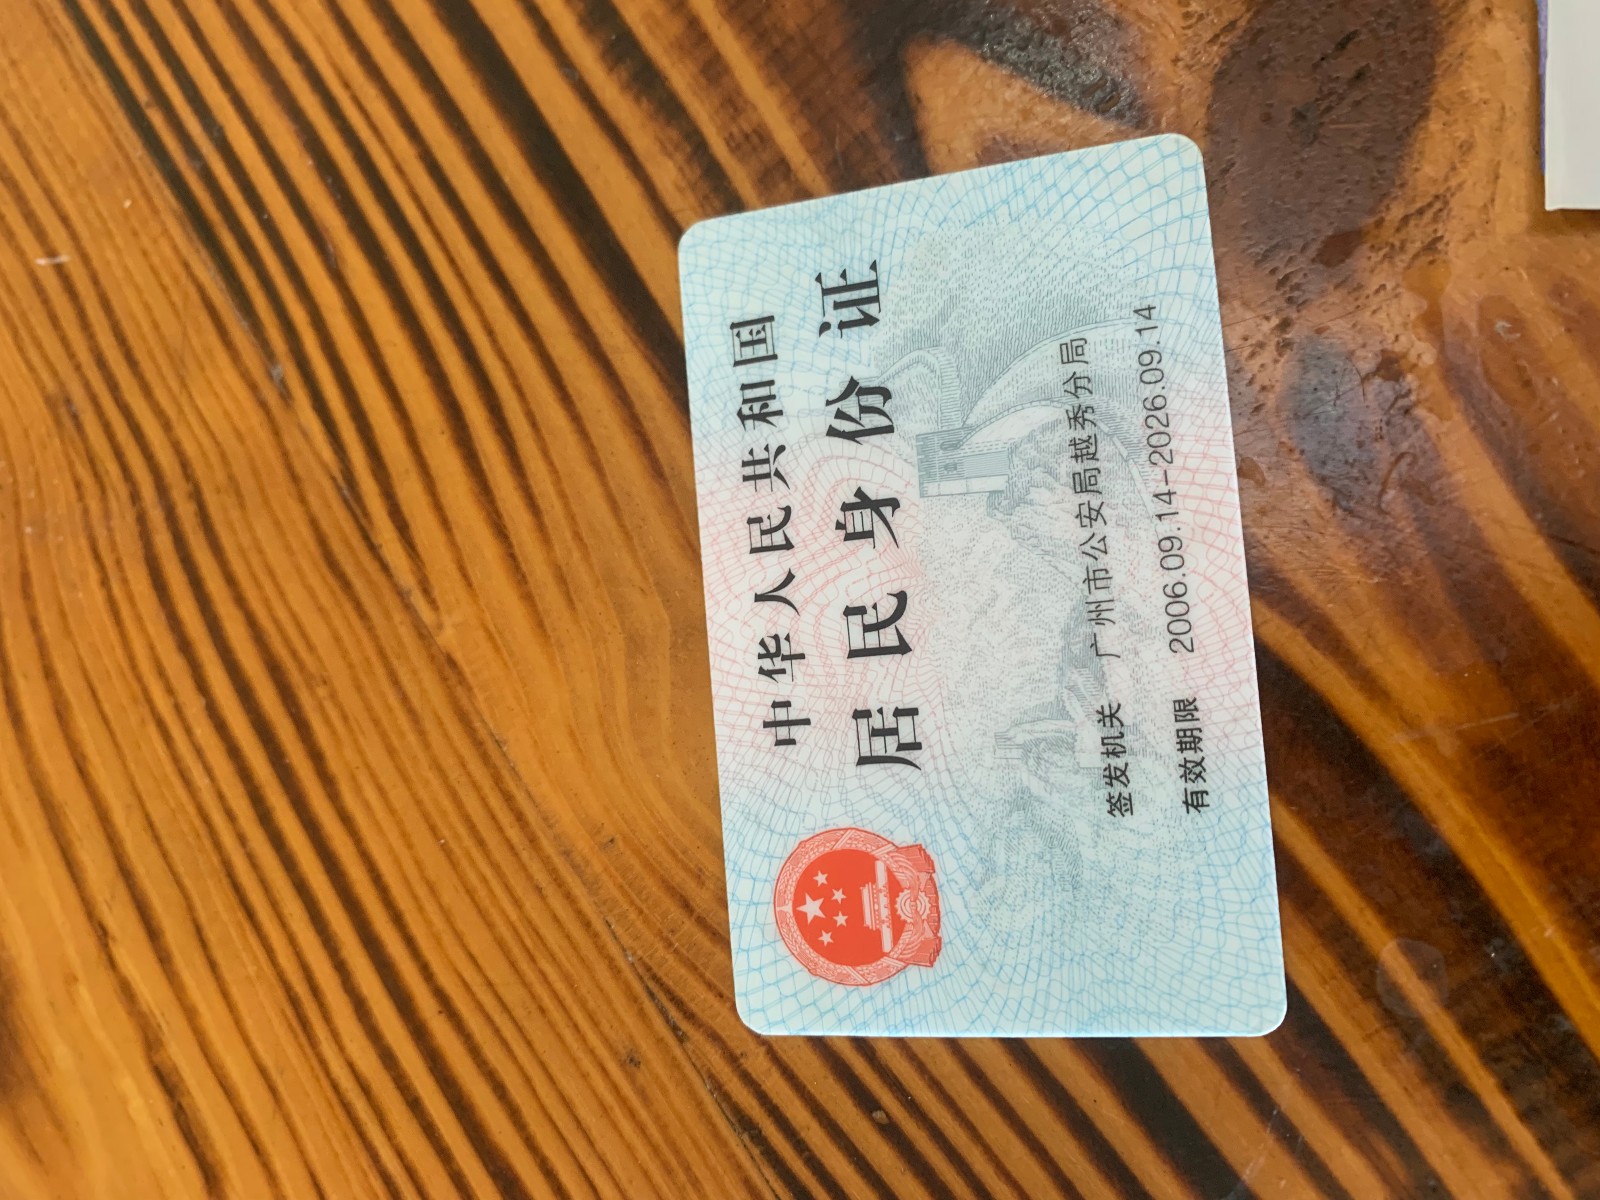 中华人民共和国
居民身份证
签发机关 广州市公安局越秀分局
有效期限 2006.09.14-2026.09.14